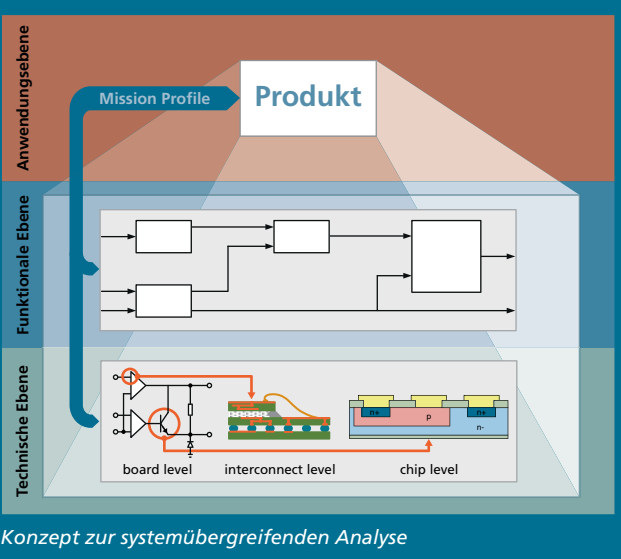 Anwendungsebene
Mission Profile
Produkt
Funktionale Ebene
Technische Ebene
n+
p
n+
n-
board level
interconnect level
chip level
Konzept zur systemübergreifenden Analyse